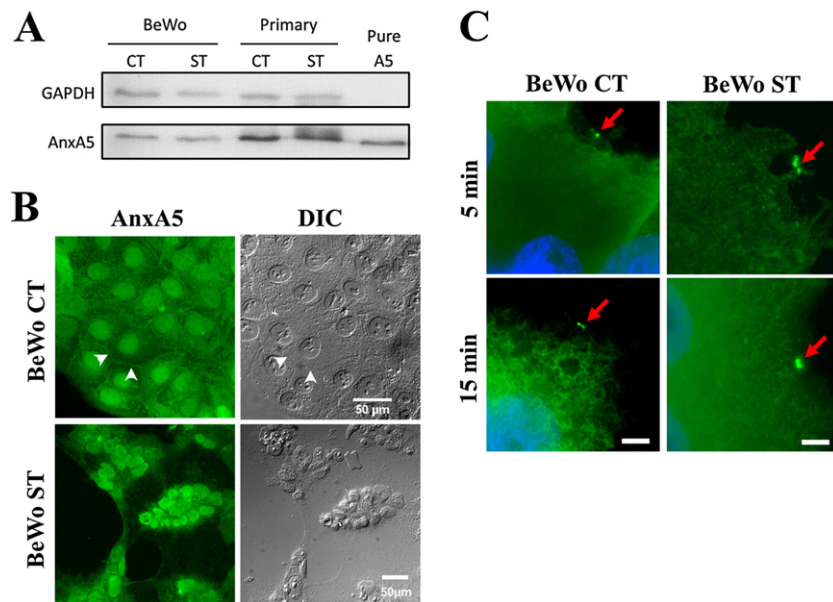 A
BeWo Primary Pure
CT ST CT ST A5
GAPDH
AnxA5
B
AnxA5 DIC
BeWo CT
50 µm
BeWo ST
50µm
C
BeWo CT BeWo ST
5 min
15 min